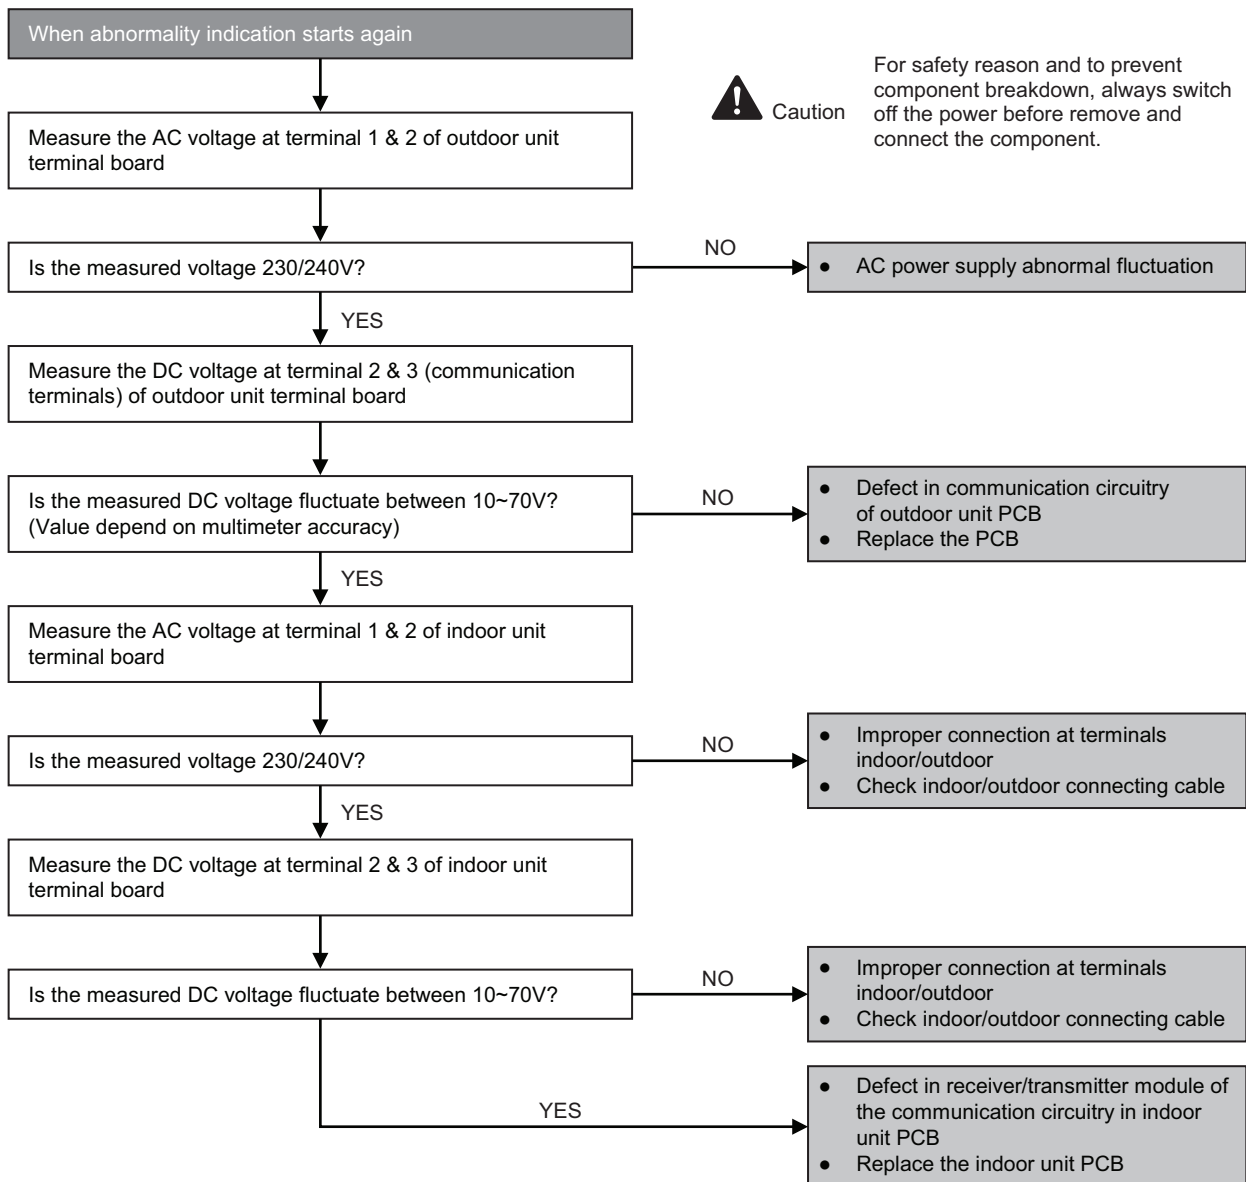 When abnormality indication starts again
Caution
For safety reason and to prevent
component breakdown, always switch
off the power before remove and
connect the component.
Measure the AC voltage at terminal 1 & 2 of outdoor unit
terminal board
Is the measured voltage 230/240V?
NO
● AC power supply abnormal fluctuation
YES
Measure the DC voltage at terminal 2 & 3 (communication
terminals) of outdoor unit terminal board
Is the measured DC voltage fluctuate between 10~70V?
(Value depend on multimeter accuracy)
NO
● Defect in communication circuitry
of outdoor unit PCB
● Replace the PCB
YES
Measure the AC voltage at terminal 1 & 2 of indoor unit
terminal board
Is the measured voltage 230/240V?
NO
● Improper connection at terminals
indoor/outdoor
● Check indoor/outdoor connecting cable
YES
Measure the DC voltage at terminal 2 & 3 of indoor unit
terminal board
Is the measured DC voltage fluctuate between 10~70V?
NO
● Improper connection at terminals
indoor/outdoor
● Check indoor/outdoor connecting cable
YES
● Defect in receiver/transmitter module of
the communication circuitry in indoor
unit PCB
● Replace the indoor unit PCB